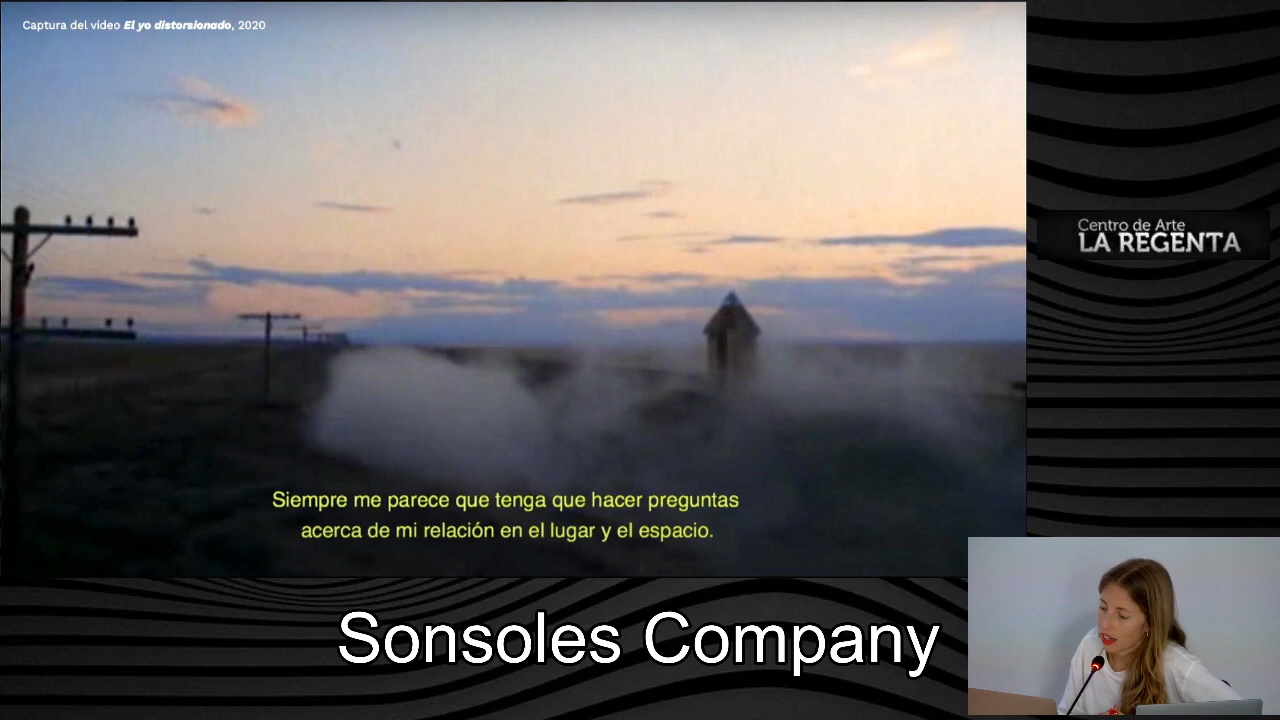 Captura del vídeo El yo distorsionado, 2020
Centro de Arte
LA REGENTA
Siempre me parece que tenga que hacer preguntas
acerca de mi relación en el lugar y el espacio.
Sonsoles Company